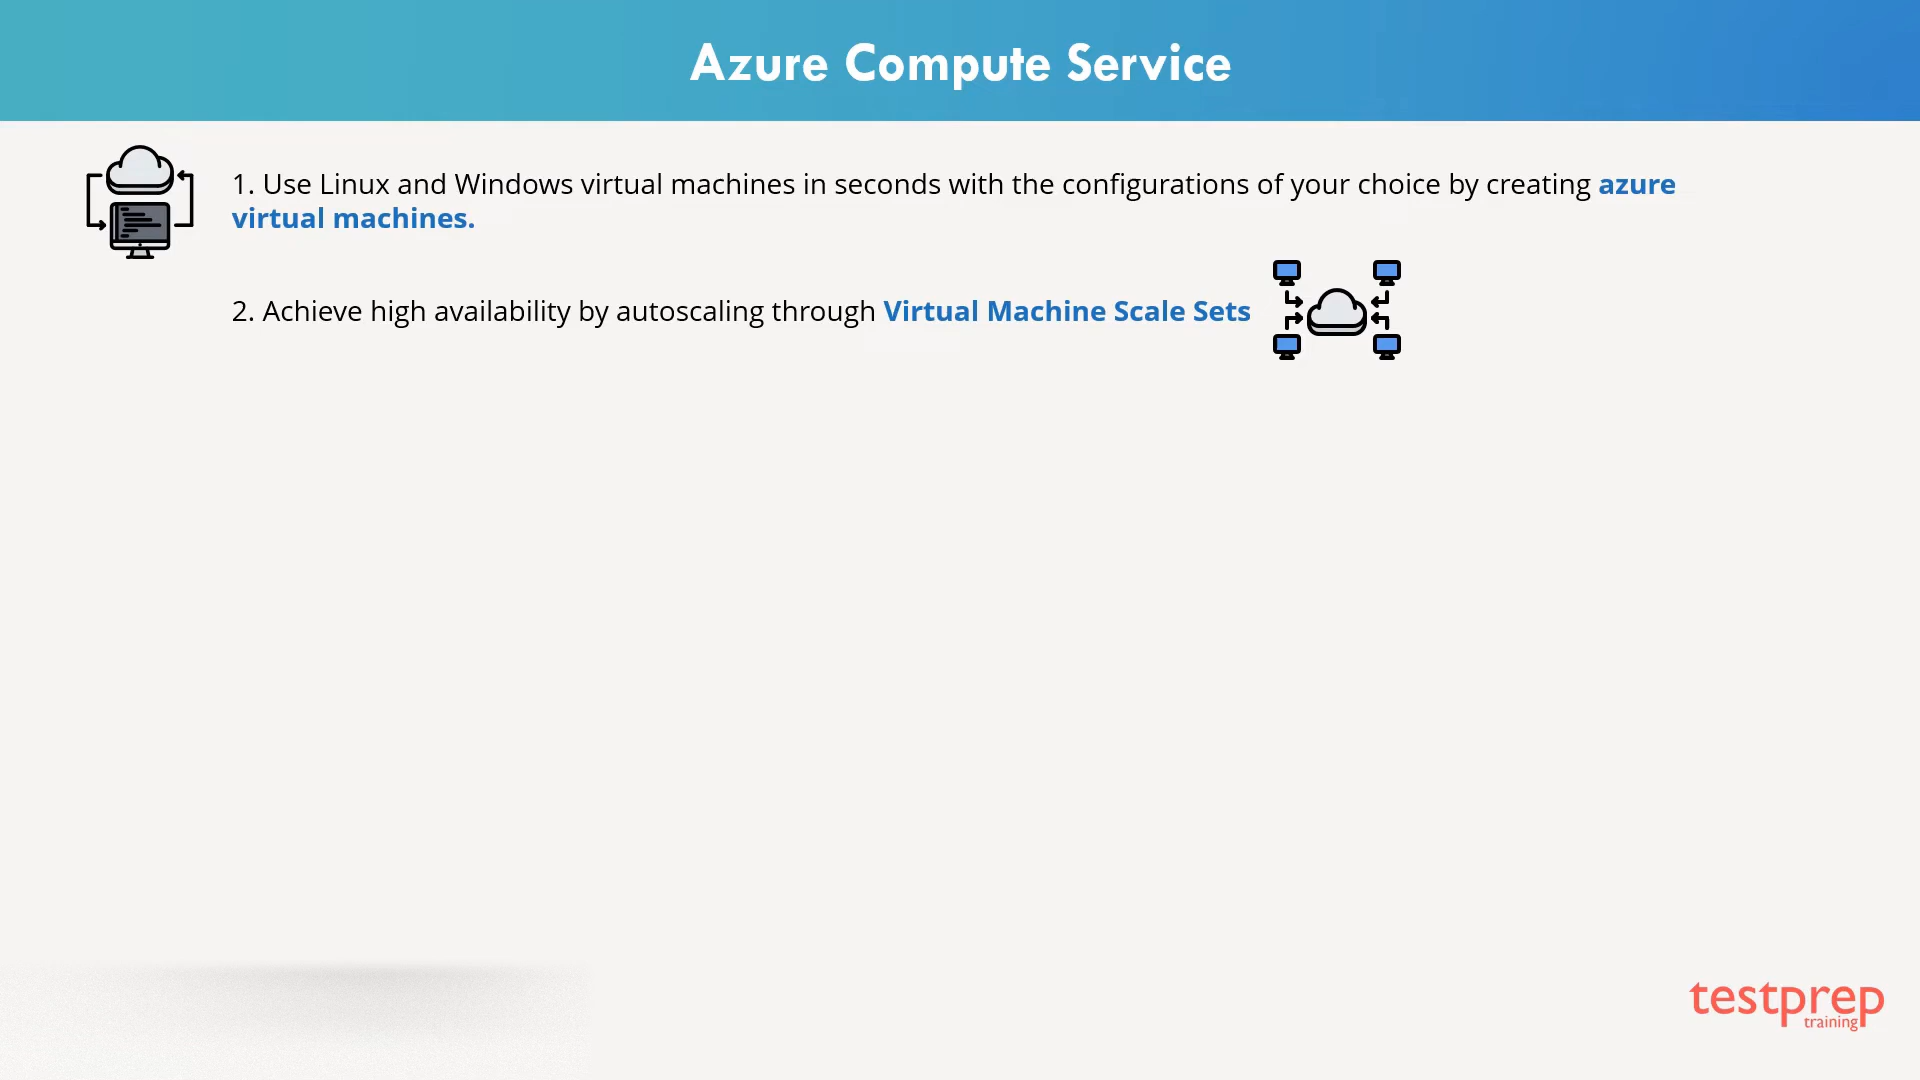 Azure Compute Service
1. Use Linux and Windows virtual machines in seconds with the configurations of your choice by creating azure
virtual machines.
2. Achieve high availability by autoscaling through Virtual Machine Scale Sets
testprep
training